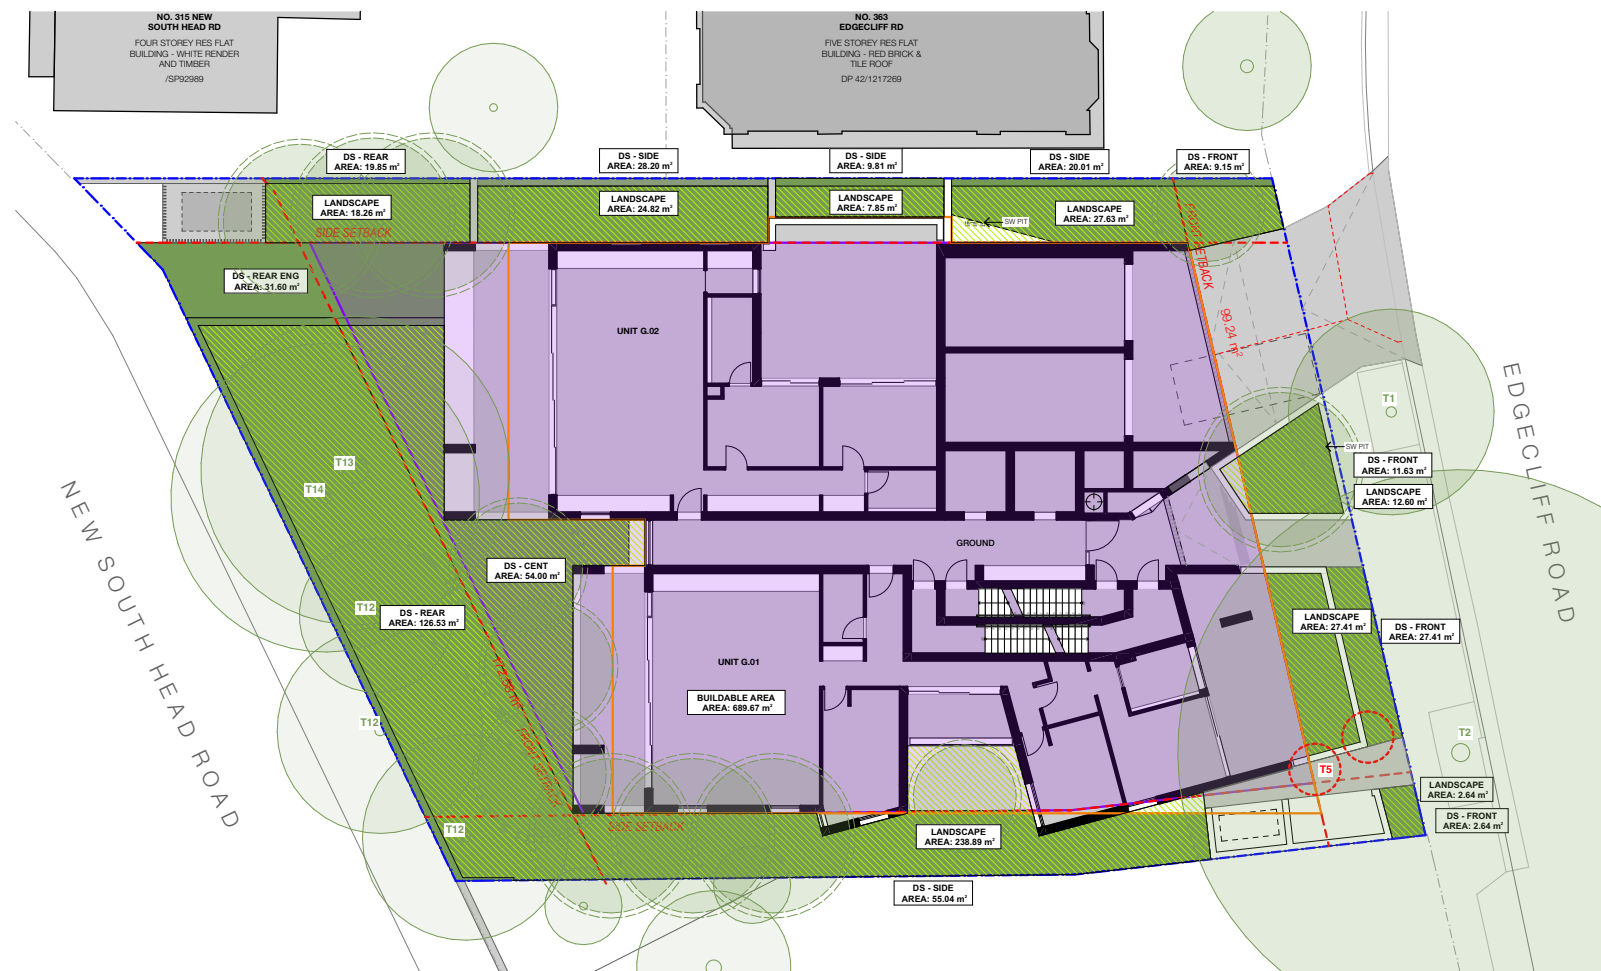 NO. 315 NEW
SOUTH HEAD RD
FOUR STOREY RES FLAT
BUILDING - WHITE RENDER
AND TIMBER
/SP92989
NO. 363
EDGECLIFF RD
FIVE STOREY RES FLAT
BUILDING - RED BRICK &
TILE ROOF
DP 42/1217269
DS - REAR
AREA: 19.85 m²
DS - SIDE
AREA: 28.20 m²
DS - SIDE
AREA: 9.81 m²
DS - SIDE
AREA: 20.01 m²
DS - FRONT
AREA: 9.15 m²
LANDSCAPE
AREA: 18.26 m²
LANDSCAPE
AREA: 24.82 m²
LANDSCAPE
AREA: 7.85 m²
LANDSCAPE
AREA: 27.63 m²
SW PIT
SIDE SETBACK
FRONT SETBACK
DS - REAR ENG
AREA: 31.60 m²
UNIT G.02
99.24 m²
T1
SW PIT
T13
T14
DS - FRONT
AREA: 11.63 m²
LANDSCAPE
AREA: 12.60 m²
EDGECLIFF ROAD
NEW SOUTH HEAD ROAD
GROUND
DS - CENT
AREA: 54.00 m²
T12
DS - REAR
AREA: 126.53 m²
LANDSCAPE
AREA: 27.41 m²
DS - FRONT
AREA: 27.41 m²
UNIT G.01
BUILDABLE AREA
AREA: 689.67 m²
T12
T2
FRONT SETBACK
T5
LANDSCAPE
AREA: 2.64 m²
DS - FRONT
AREA: 2.64 m²
T12
SIDE SETBACK
LANDSCAPE
AREA: 238.89 m²
DS - SIDE
AREA: 55.04 m²